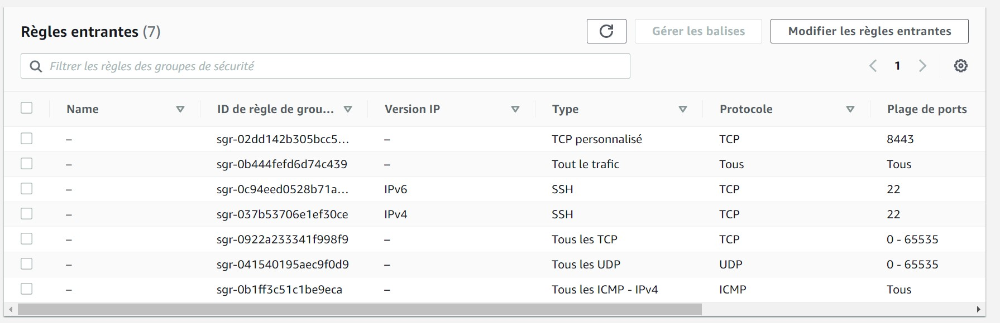 Règles entrantes (7)
Gérer les balises
Modifier les règles entrantes
Filtrer les règles des groupes de sécurité
1
Name ID de règle de grou... Version IP Type Protocole Plage de ports
– sgr-02dd142b305bcc5... – TCP personnalisé TCP 8443
– sgr-0b444fefd6d74c439 – Tout le trafic Tous Tous
– sgr-0c94eed0528b71a... IPv6 SSH TCP 22
– sgr-037b53706e1ef30ce IPv4 SSH TCP 22
– sgr-0922a233341f998f9 – Tous les TCP TCP 0 - 65535
– sgr-041540195aec9f0d9 – Tous les UDP UDP 0 - 65535
– sgr-0b1ff3c51c1be9eca – Tous les ICMP - IPv4 ICMP Tous